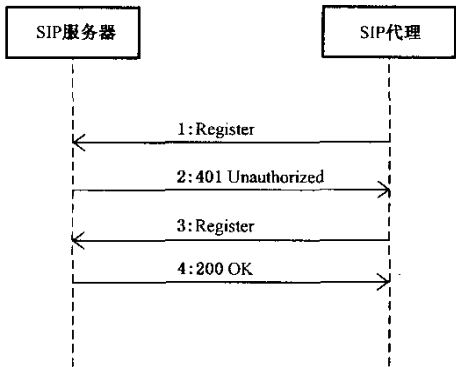 SIP服务器
SIP代理
1:Register
2:401 Unauthorized
3:Register
4:200 OK